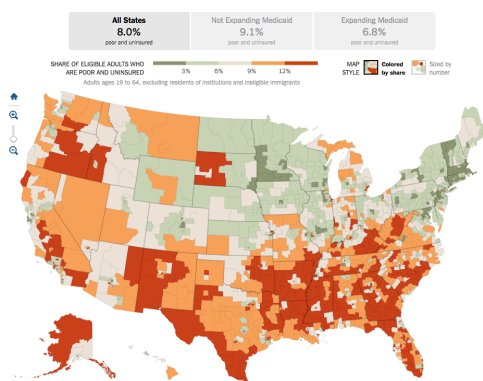 All States
8.0%
poor and uninsured
Not Expanding Medicaid
9.1%
poor and uninsured
Expanding Medicaid
6.8%
poor and uninsured
SHARE OF ELIGIBLE ADULTS WHO
ARE POOR AND UNINSURED
3% 6% 9% 12%
MAP
STYLE
Colored
by share
Sized by
number
Adults ages 19 to 64, excluding residents of institutions and ineligible immigrants